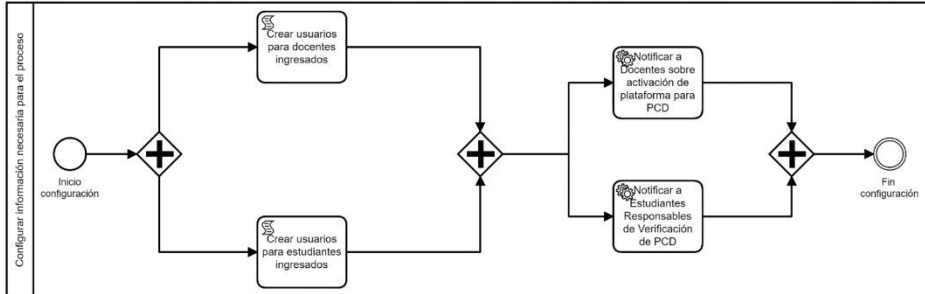 Configurar información necesaria para el proceso
Inicio
configuración
Crear usuarios
para docentes
ingresados
Crear usuarios
para estudiantes
ingresados
Notificar a
Docentes sobre
activación de
plataforma para
PCD
Notificar a
Estudiantes
Responsables
de Verificación
de PCD
Fin
configuración